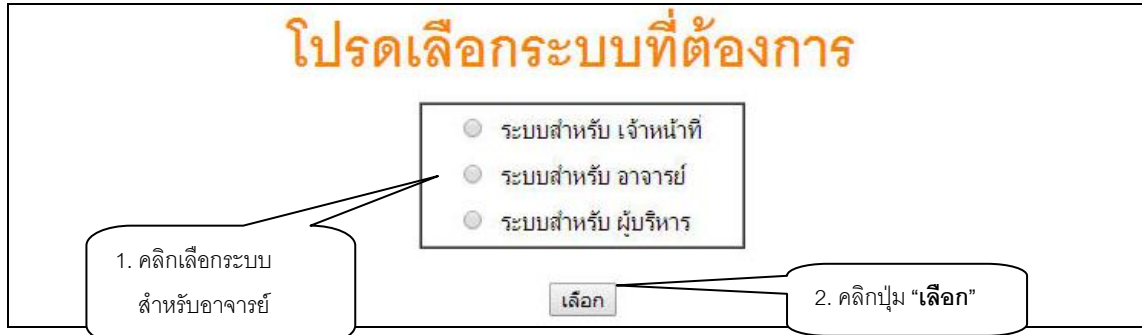 โปรดเลือกระบบที่ต้องการ
ระบบสำหรับ เจ้าหน้าที่
ระบบสำหรับ อาจารย์
ระบบสำหรับ ผู้บริหาร
1. คลิกเลือกระบบ
สำหรับอาจารย์
เลือก
2. คลิกปุ่ม “เลือก”